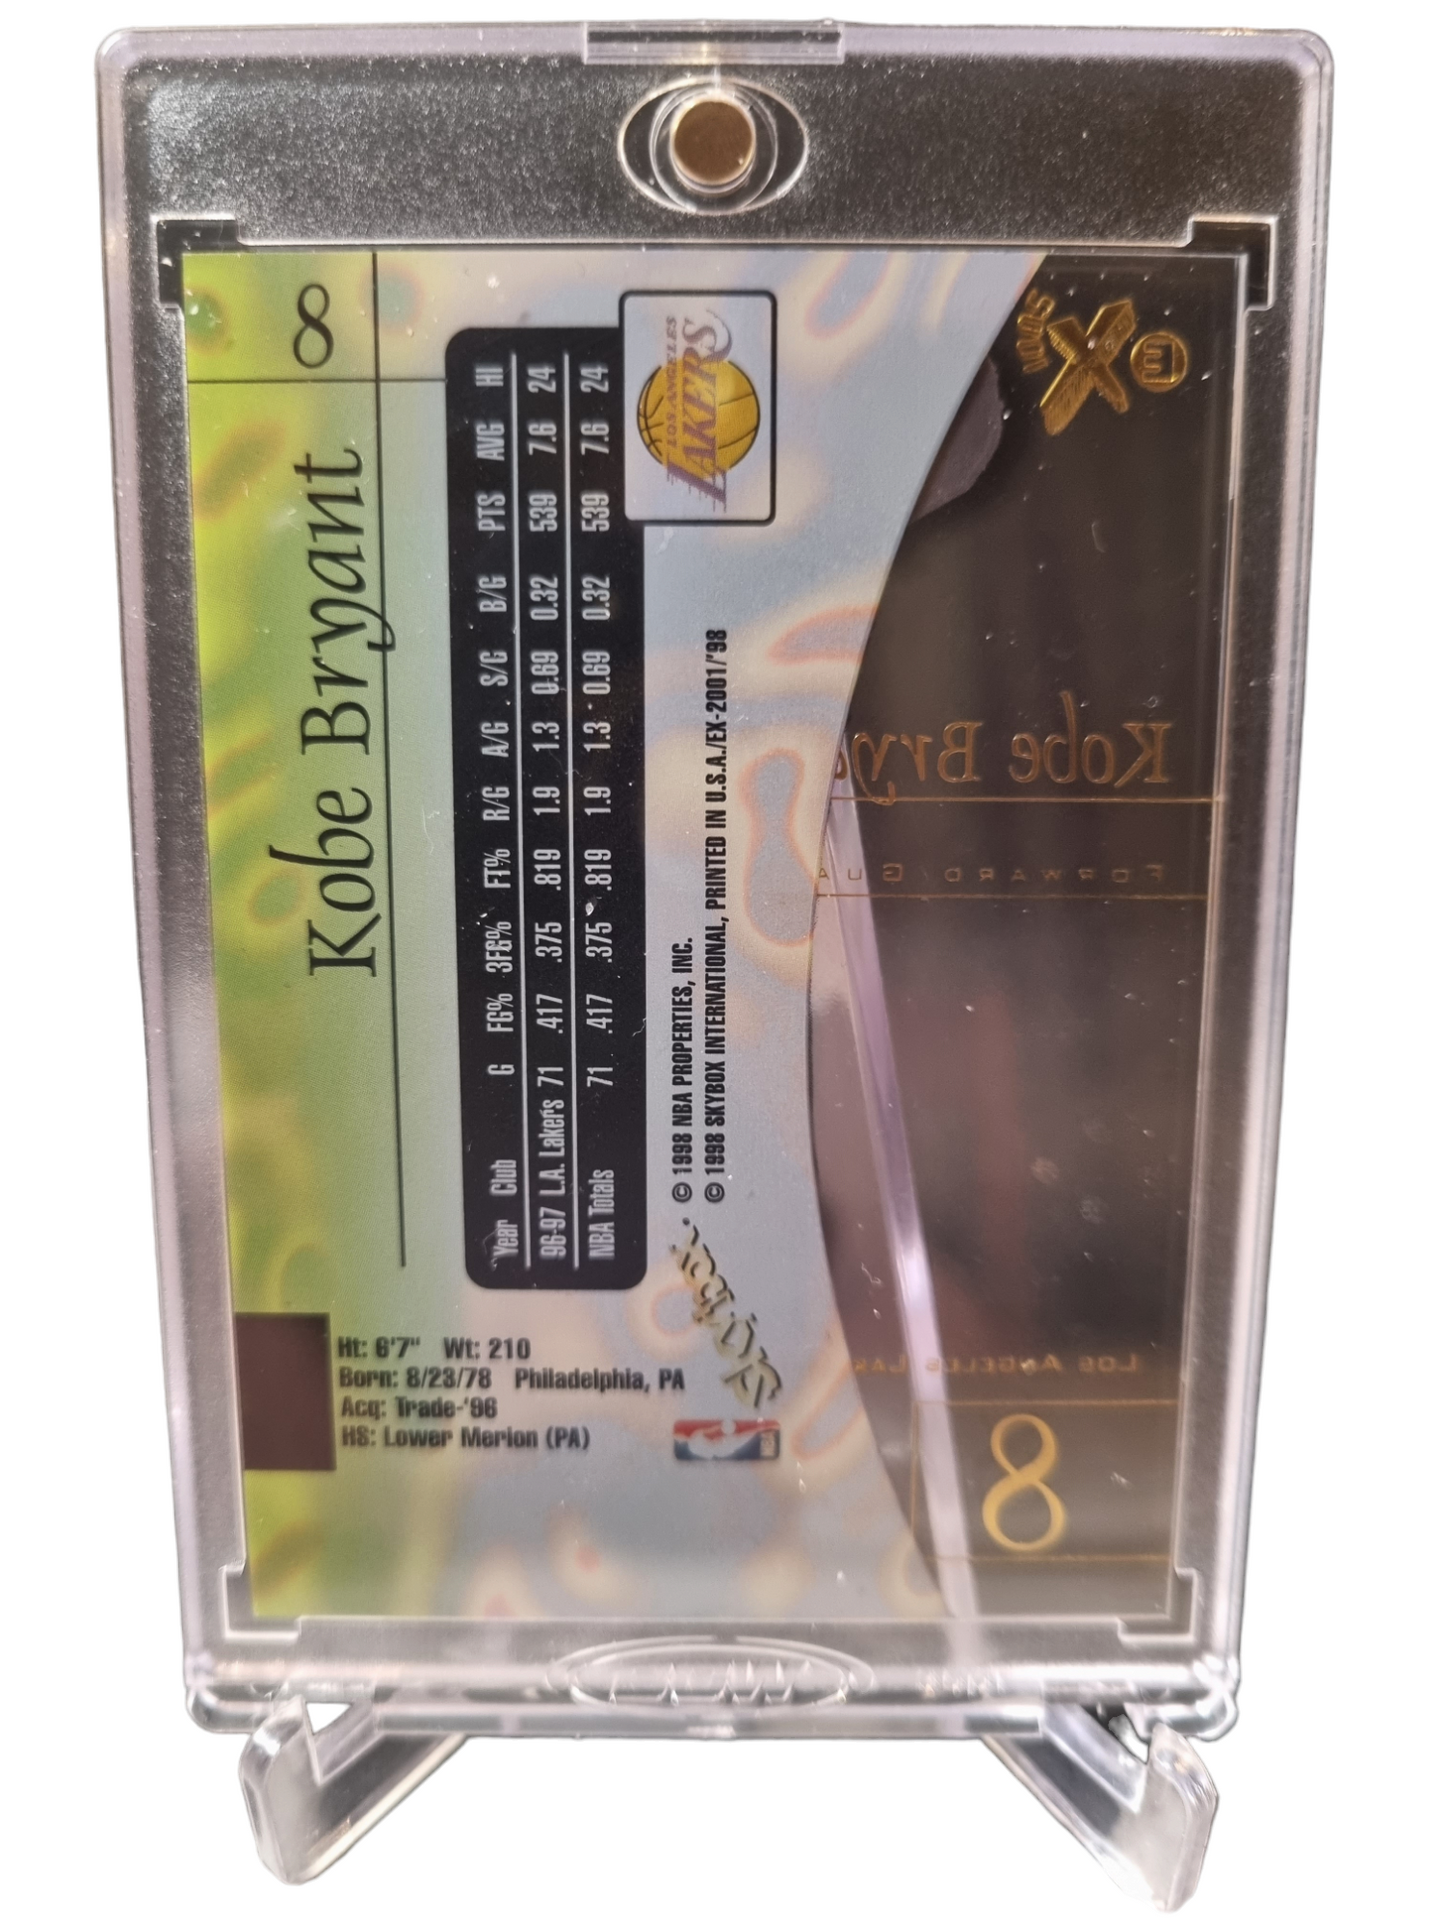 8
Kobe Bryant
Year Club G FG% 3FG% FT% R/G A/G S/G B/G PTS AVG HI
96-97 L.A. Lakers 71 .417 .375 .819 1.9 1.3 0.69 0.32 539 7.6 24
NBA Totals 71 .417 .375 .819 1.9 1.3 0.69 0.32 539 7.6 24
LOS ANGELES
LAKERS
© 1998 NBA PROPERTIES, INC.
© 1998 SKYBOX INTERNATIONAL, PRINTED IN U.S.A./EX-2001/'98
SkyBox
Ht: 6'7" Wt: 210
Born: 8/23/78 Philadelphia, PA
Acq: Trade-'96
HS: Lower Merion (PA)
X
2001
Kobe Brya
FORWARD GUA
LOS ANGELES LAK
8